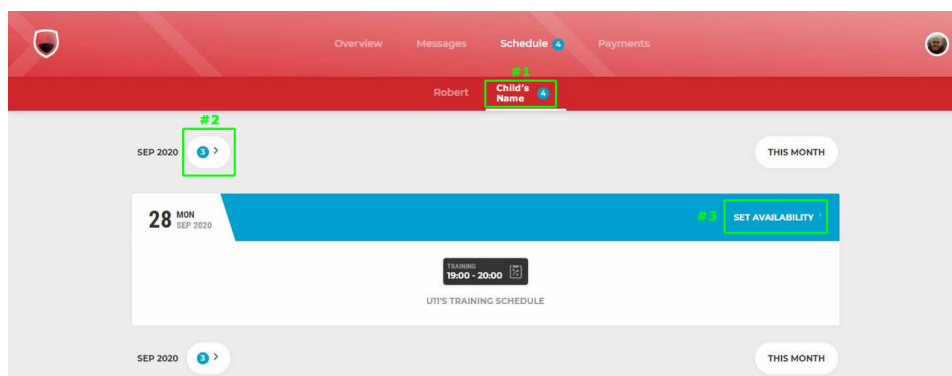 Overview Messages Schedule 4 Payments
#1
Robert Child's Name 4
#2
SEP 2020 3 > THIS MONTH
28 MON SEP 2020 #3 SET AVAILABILITY >
TRAINING
19:00 - 20:00
U11'S TRAINING SCHEDULE
SEP 2020 3 > THIS MONTH